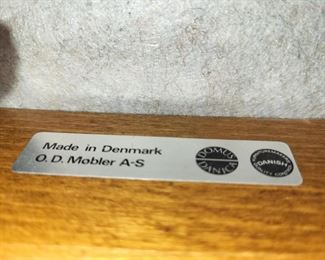 Made in Denmark
O.D. Møbler A-S
DOMUS
DANICA
DANISH